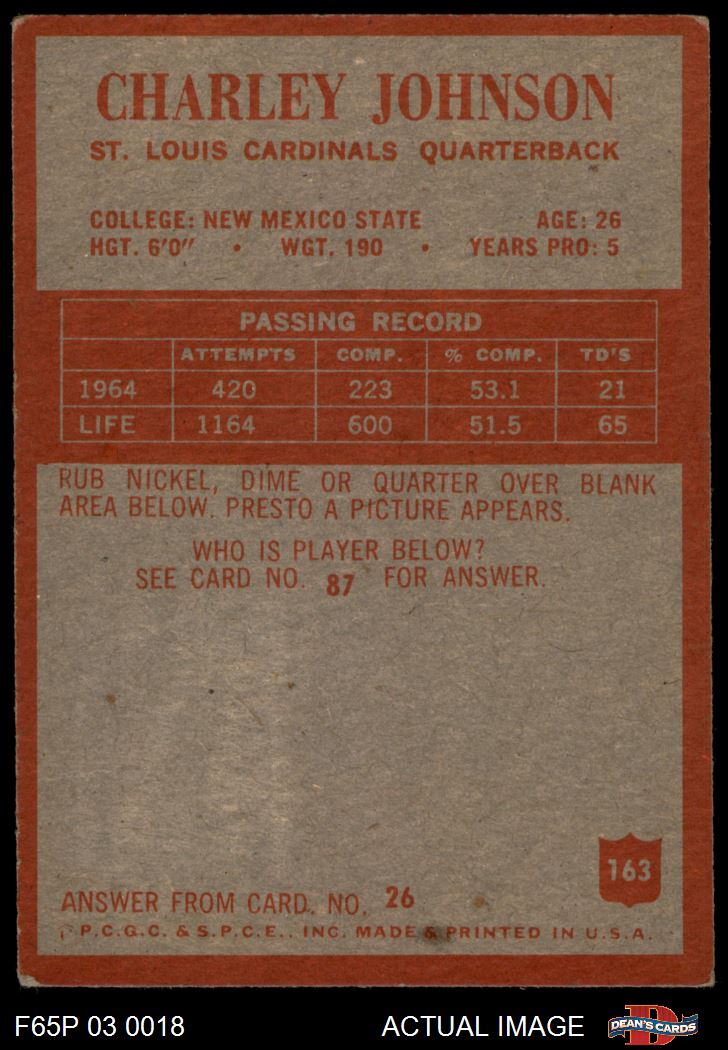 CHARLEY JOHNSON
ST. LOUIS CARDINALS QUARTERBACK
COLLEGE: NEW MEXICO STATE AGE: 26
HGT. 6'0" • WGT. 190 • YEARS PRO: 5
PASSING RECORD
ATTEMPTS COMP. % COMP. TD'S
1964 420 223 53.1 21
LIFE 1164 600 51.5 65
RUB NICKEL, DIME OR QUARTER OVER BLANK
AREA BELOW. PRESTO A PICTURE APPEARS.
WHO IS PLAYER BELOW?
SEE CARD NO. 87 FOR ANSWER.
163
ANSWER FROM CARD. NO. 26
P.C.G.C. & S.P.C.E., INC. MADE & PRINTED IN U.S.A.
F65P 03 0018 ACTUAL IMAGE
D
DEAN'S CARDS